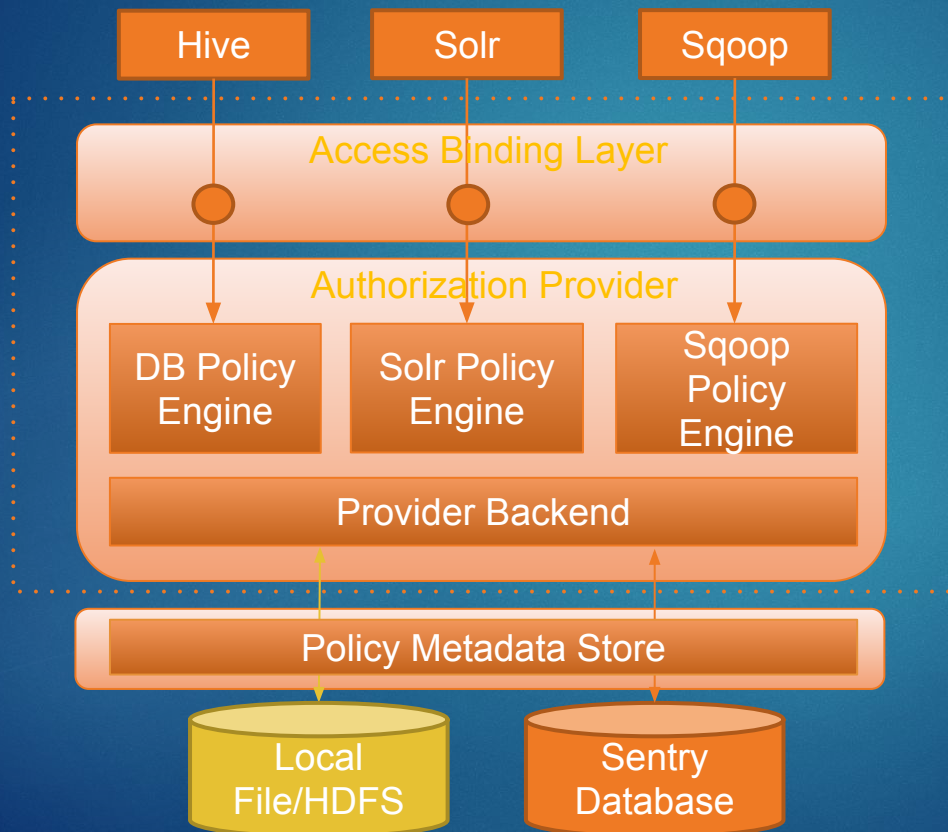 Hive
Solr
Sqoop
Access Binding Layer
Authorization Provider
DB Policy
Engine
Solr Policy
Engine
Sqoop
Policy
Engine
Provider Backend
Policy Metadata Store
Local
File/HDFS
Sentry
Database